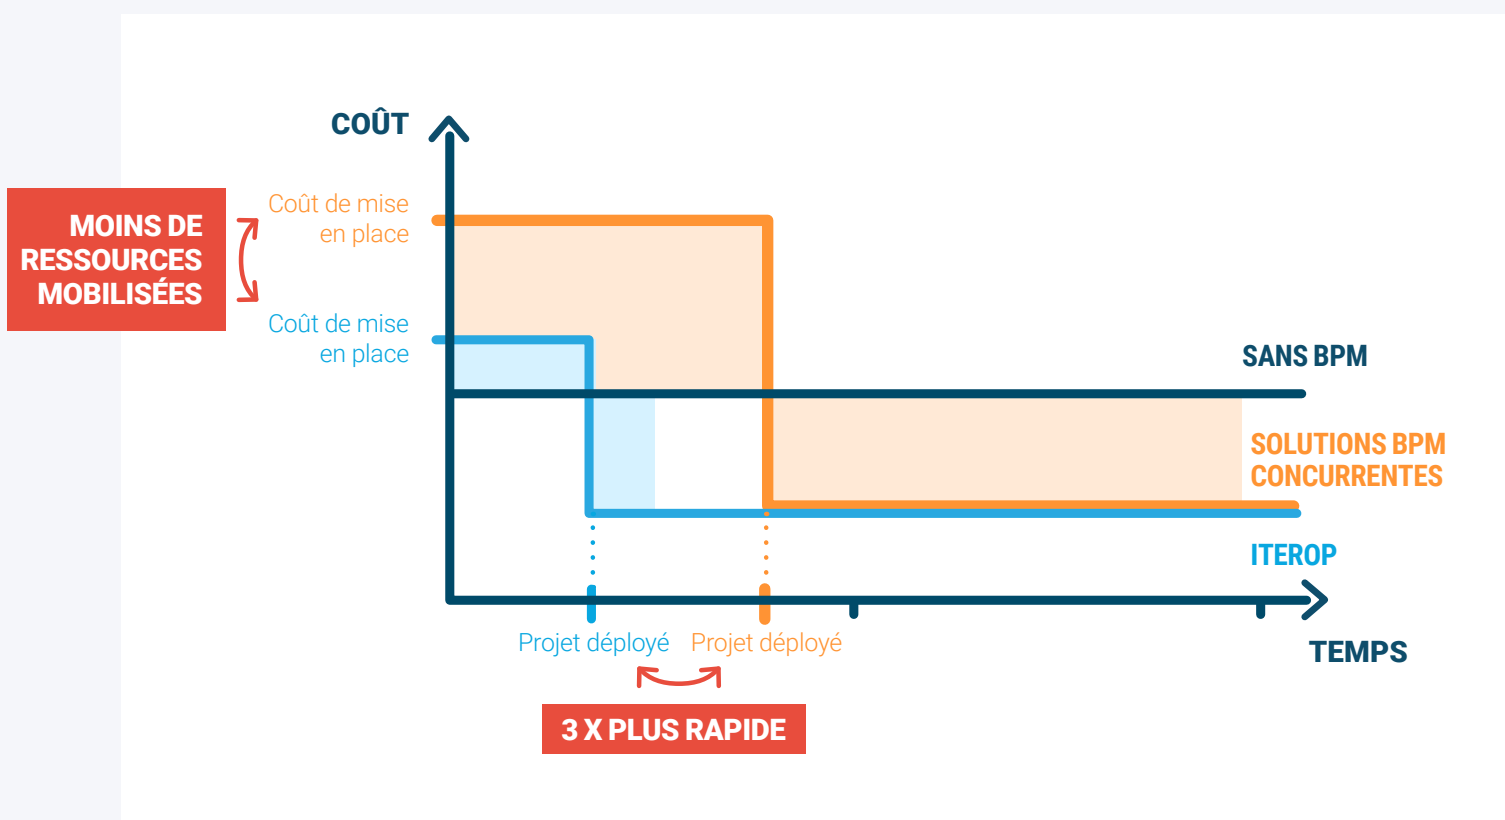 COÛT
Coût de mise
en place
MOINS DE
RESSOURCES
MOBILISÉES
Coût de mise
en place
SANS BPM
SOLUTIONS BPM
CONCURRENTES
ITEROP
Projet déployé
Projet déployé
TEMPS
3 X PLUS RAPIDE